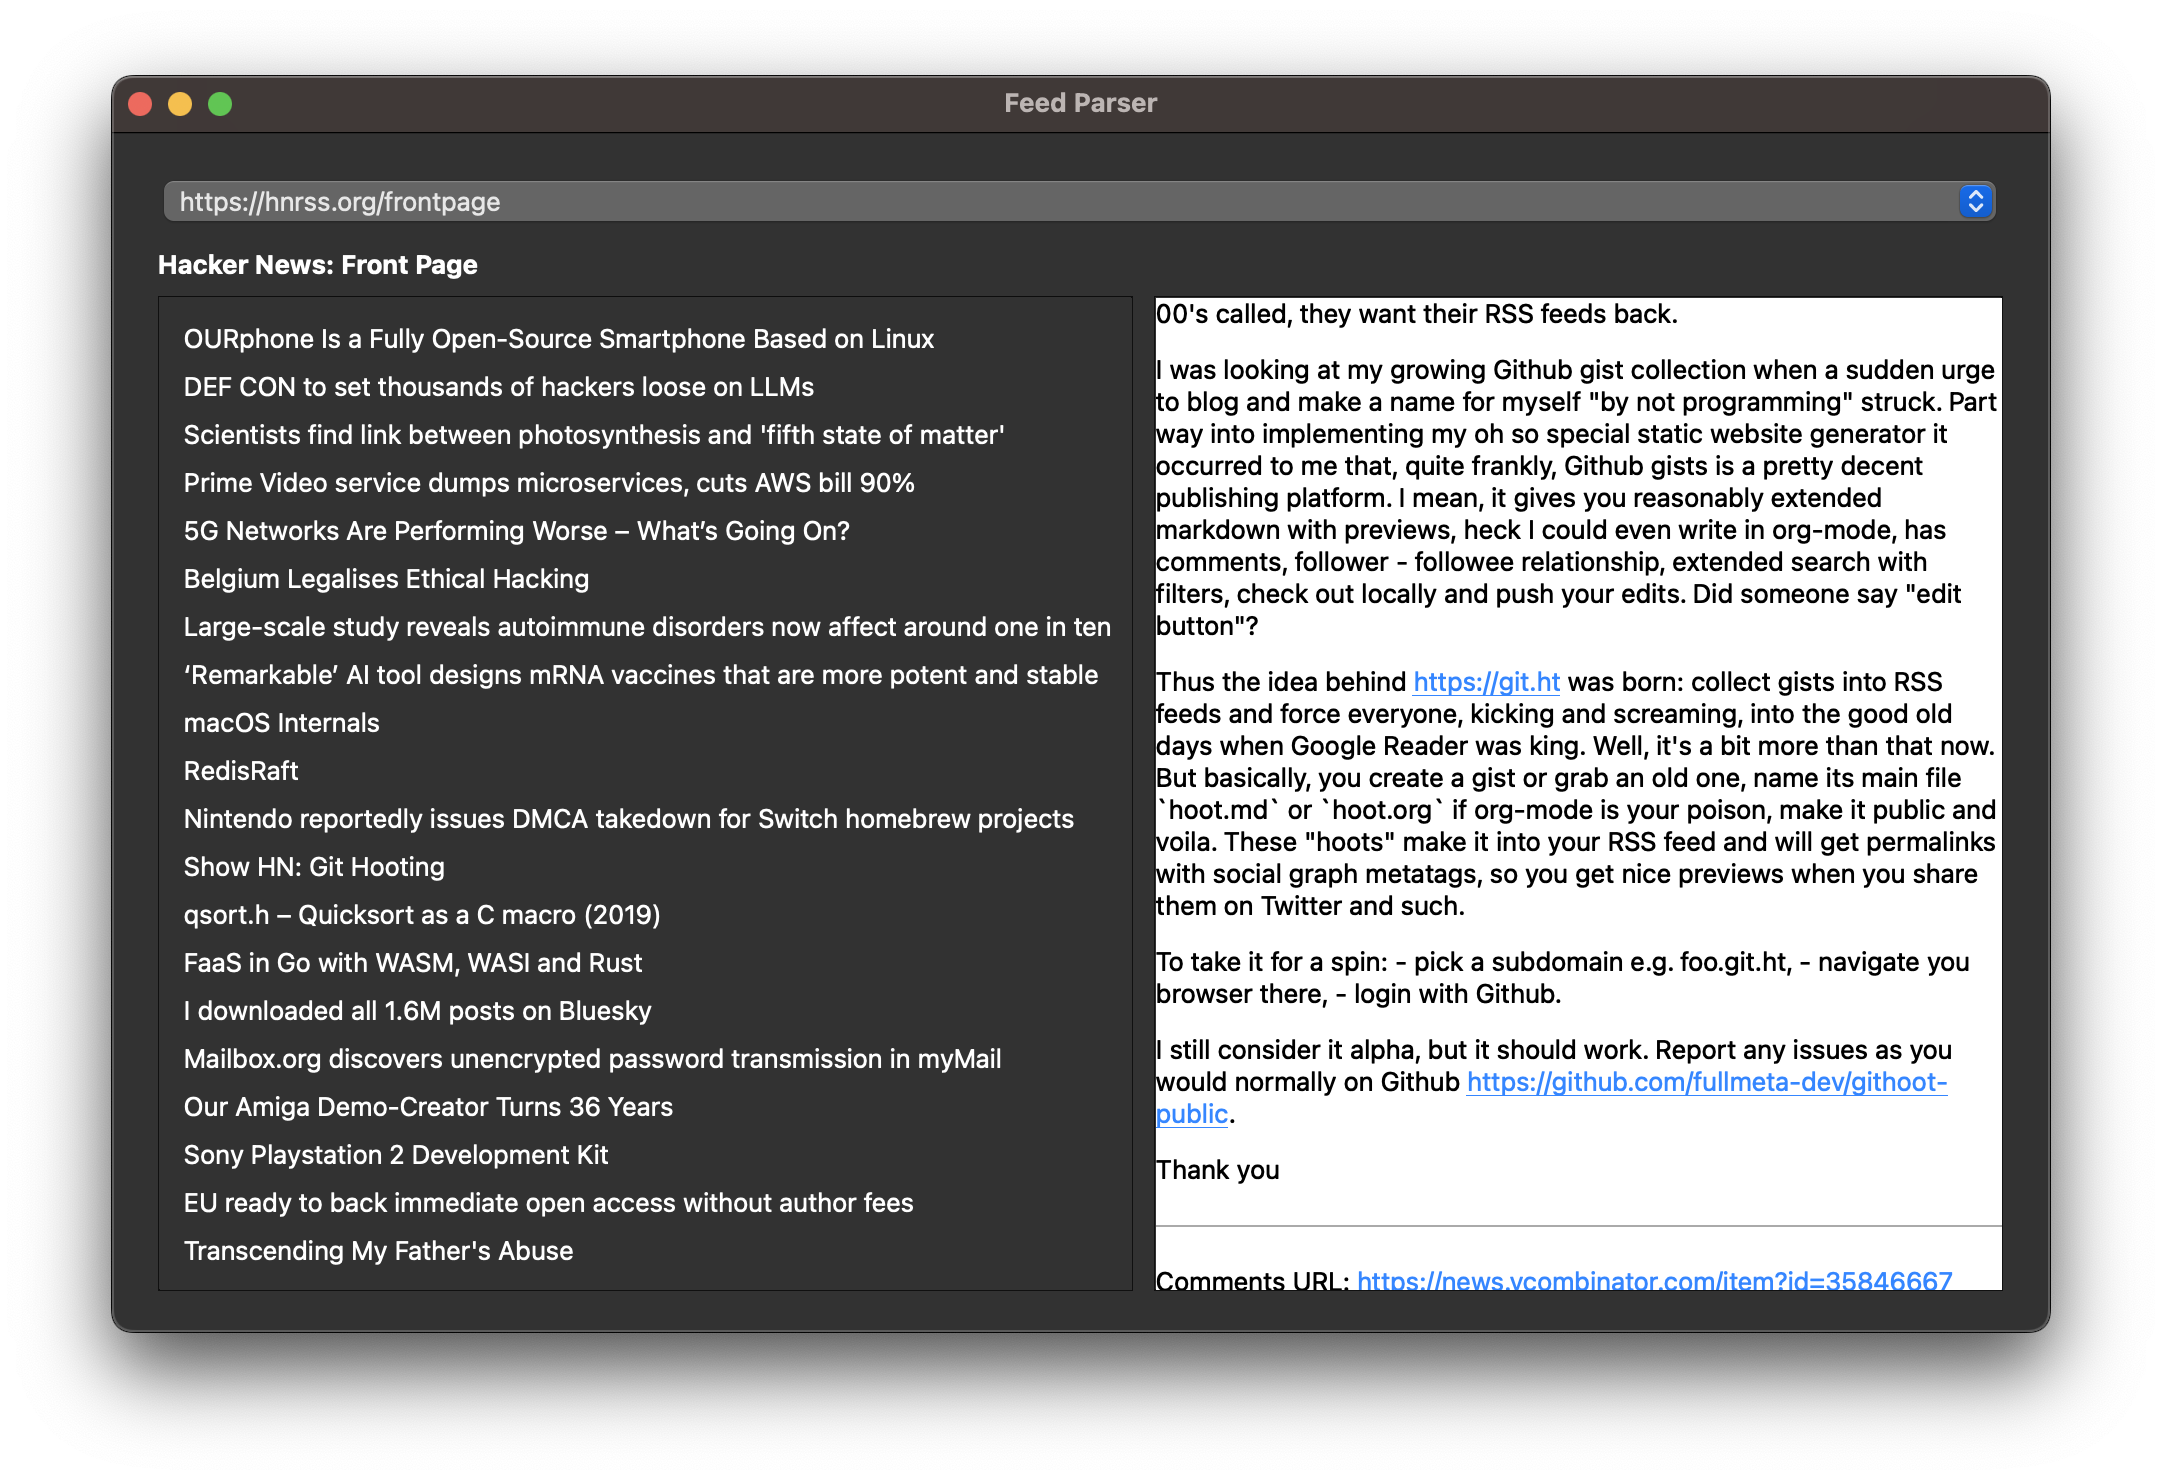 Feed Parser
https://hnrss.org/frontpage
Hacker News: Front Page
OURphone Is a Fully Open-Source Smartphone Based on Linux
DEF CON to set thousands of hackers loose on LLMs
Scientists find link between photosynthesis and 'fifth state of matter'
Prime Video service dumps microservices, cuts AWS bill 90%
5G Networks Are Performing Worse – What’s Going On?
Belgium Legalises Ethical Hacking
Large-scale study reveals autoimmune disorders now affect around one in ten
‘Remarkable’ AI tool designs mRNA vaccines that are more potent and stable
macOS Internals
RedisRaft
Nintendo reportedly issues DMCA takedown for Switch homebrew projects
Show HN: Git Hooting
qsort.h – Quicksort as a C macro (2019)
FaaS in Go with WASM, WASI and Rust
I downloaded all 1.6M posts on Bluesky
Mailbox.org discovers unencrypted password transmission in myMail
Our Amiga Demo-Creator Turns 36 Years
Sony Playstation 2 Development Kit
EU ready to back immediate open access without author fees
Transcending My Father's Abuse
00's called, they want their RSS feeds back.
I was looking at my growing Github gist collection when a sudden urge
to blog and make a name for myself "by not programming" struck. Part
way into implementing my oh so special static website generator it
occurred to me that, quite frankly, Github gists is a pretty decent
publishing platform. I mean, it gives you reasonably extended
markdown with previews, heck I could even write in org-mode, has
comments, follower - followee relationship, extended search with
filters, check out locally and push your edits. Did someone say "edit
button"?
Thus the idea behind https://git.ht was born: collect gists into RSS
feeds and force everyone, kicking and screaming, into the good old
days when Google Reader was king. Well, it's a bit more than that now.
But basically, you create a gist or grab an old one, name its main file
`hoot.md` or `hoot.org` if org-mode is your poison, make it public and
voila. These "hoots" make it into your RSS feed and will get permalinks
with social graph metatags, so you get nice previews when you share
them on Twitter and such.
To take it for a spin: - pick a subdomain e.g. foo.git.ht, - navigate you
browser there, - login with Github.
I still consider it alpha, but it should work. Report any issues as you
would normally on Github https://github.com/fullmeta-dev/githoot-
public.
Thank you
Comments URL: https://news.ycombinator.com/item?id=35846667